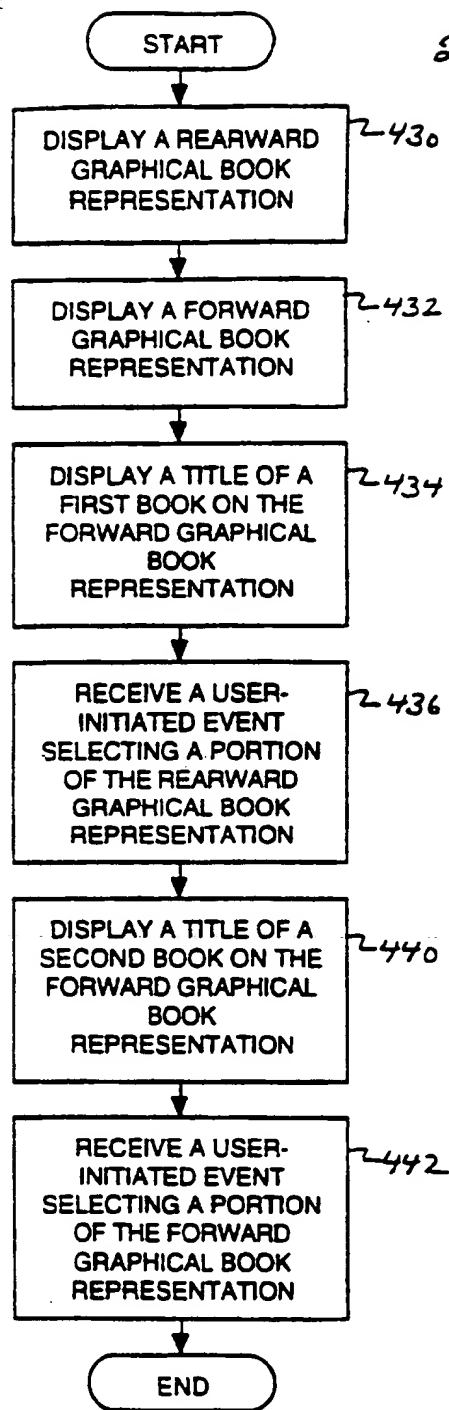 START
DISPLAY A REARWARD
GRAPHICAL BOOK
REPRESENTATION
430
DISPLAY A FORWARD
GRAPHICAL BOOK
REPRESENTATION
432
DISPLAY A TITLE OF A
FIRST BOOK ON THE
FORWARD GRAPHICAL
BOOK
REPRESENTATION
434
RECEIVE A USER-
INITIATED EVENT
SELECTING A PORTION
OF THE REARWARD
GRAPHICAL BOOK
REPRESENTATION
436
DISPLAY A TITLE OF A
SECOND BOOK ON THE
FORWARD GRAPHICAL
BOOK
REPRESENTATION
440
RECEIVE A USER-
INITIATED EVENT
SELECTING A PORTION
OF THE FORWARD
GRAPHICAL BOOK
REPRESENTATION
442
END